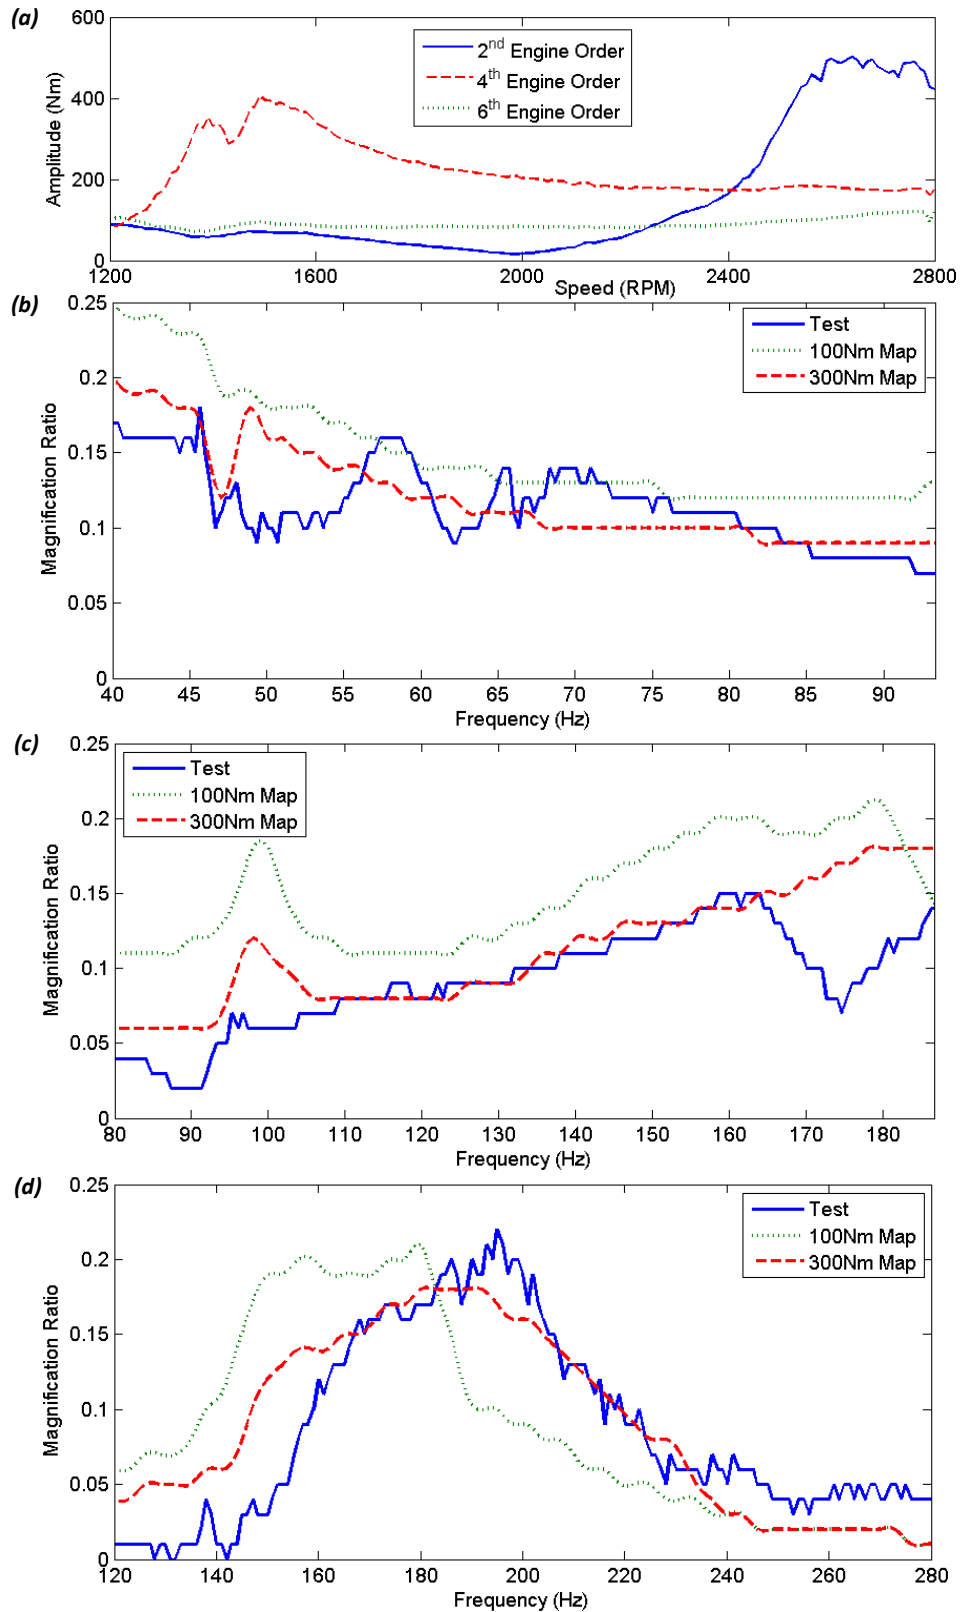 (a)
600
400
200
0
Amplitude (Nm)
2nd Engine Order
4th Engine Order
6th Engine Order
1200 1600 2000 2400 2800
Speed (RPM)
(b)
0.25
0.2
0.15
0.1
0.05
0
Magnification Ratio
Test
100Nm Map
300Nm Map
40 45 50 55 60 65 70 75 80 85 90
Frequency (Hz)
(c)
0.25
0.2
0.15
0.1
0.05
0
Magnification Ratio
Test
100Nm Map
300Nm Map
80 90 100 110 120 130 140 150 160 170 180
Frequency (Hz)
(d)
0.25
0.2
0.15
0.1
0.05
0
Magnification Ratio
Test
100Nm Map
300Nm Map
120 140 160 180 200 220 240 260 280
Frequency (Hz)